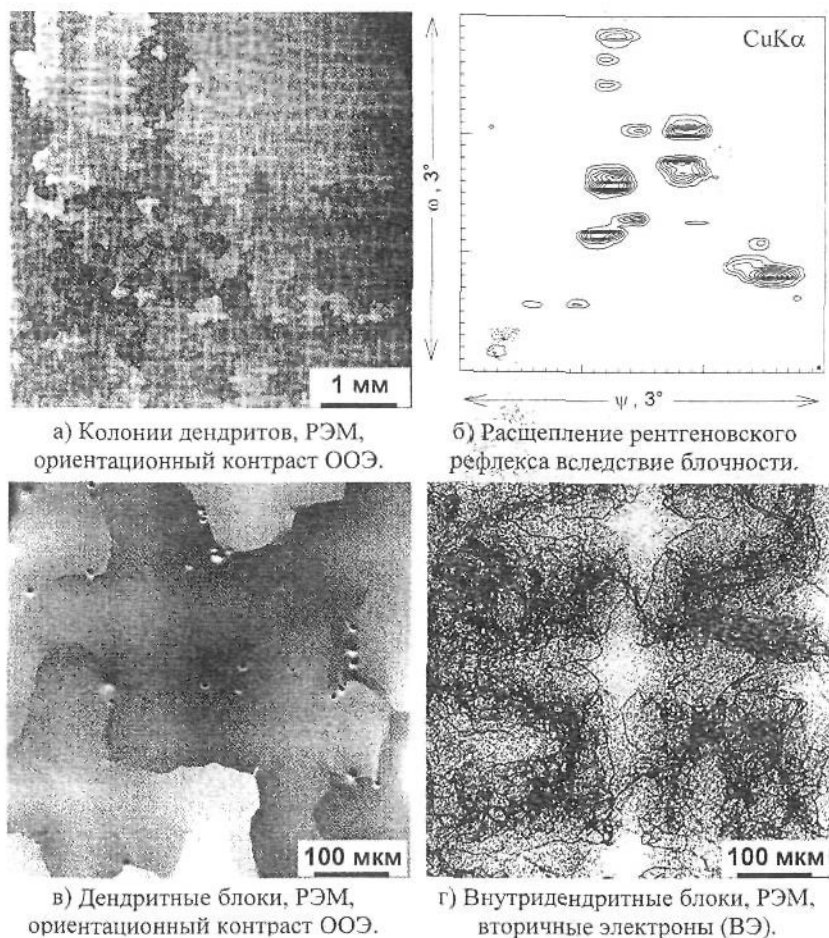 CuKα
ω, 3°
1 мм
ψ, 3°
а) Колонии дендритов, РЭМ,
ориентационный контраст ООЭ.
б) Расщепление рентгеновского
рефлекса вследствие блочности.
100 мкм
100 мкм
в) Дендритные блоки, РЭМ,
ориентационный контраст ООЭ.
г) Внутридендритные блоки, РЭМ,
вторичные электроны (ВЭ).